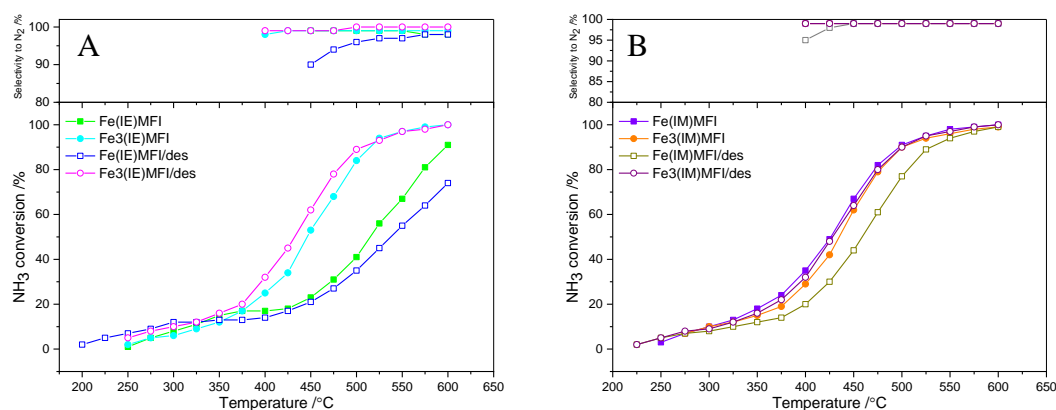 A
Selectivity to N2 /%
100
90
80
NH3 conversion /%
100
80
60
40
20
0
Fe(IE)MFI
Fe3(IE)MFI
Fe(IE)MFI/des
Fe3(IE)MFI/des
200 250 300 350 400 450 500 550 600 650
Temperature /°C
B
Selectivity to N2 /%
100
95
90
85
80
NH3 conversion /%
100
80
60
40
20
0
Fe(IM)MFI
Fe3(IM)MFI
Fe(IM)MFI/des
Fe3(IM)MFI/des
200 250 300 350 400 450 500 550 600 650
Temperature /°C